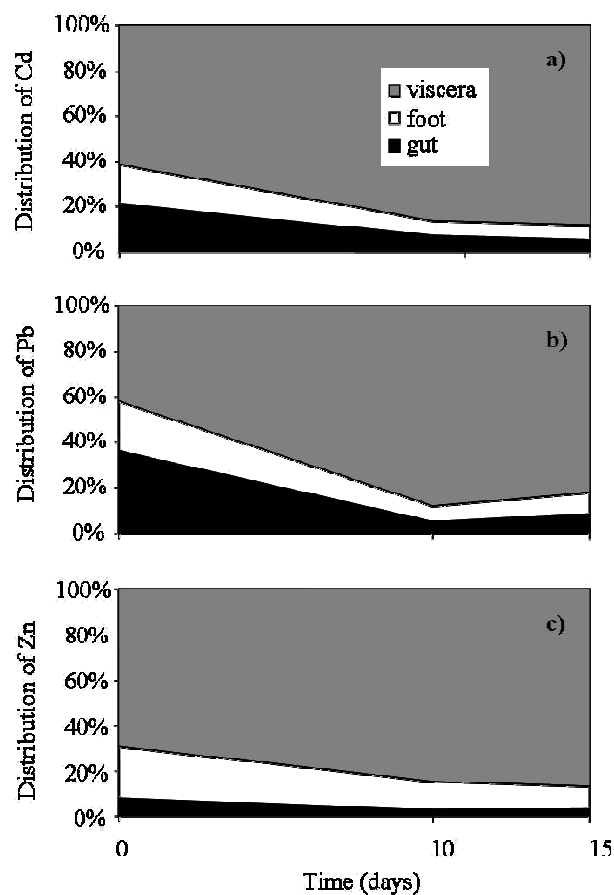 Distribution of Cd
100%
80%
60%
40%
20%
0%
a)
viscera
foot
gut
Distribution of Pb
100%
80%
60%
40%
20%
0%
b)
Distribution of Zn
100%
80%
60%
40%
20%
0%
c)
0 10 15
Time (days)